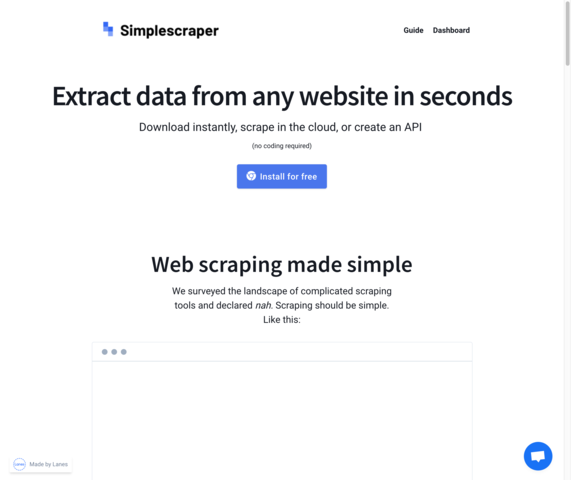 Simplescraper
Guide
Dashboard
Extract data from any website in seconds
Download instantly, scrape in the cloud, or create an API
(no coding required)
Install for free
Web scraping made simple
We surveyed the landscape of complicated scraping
tools and declared nah. Scraping should be simple.
Like this:
Made by Lanes